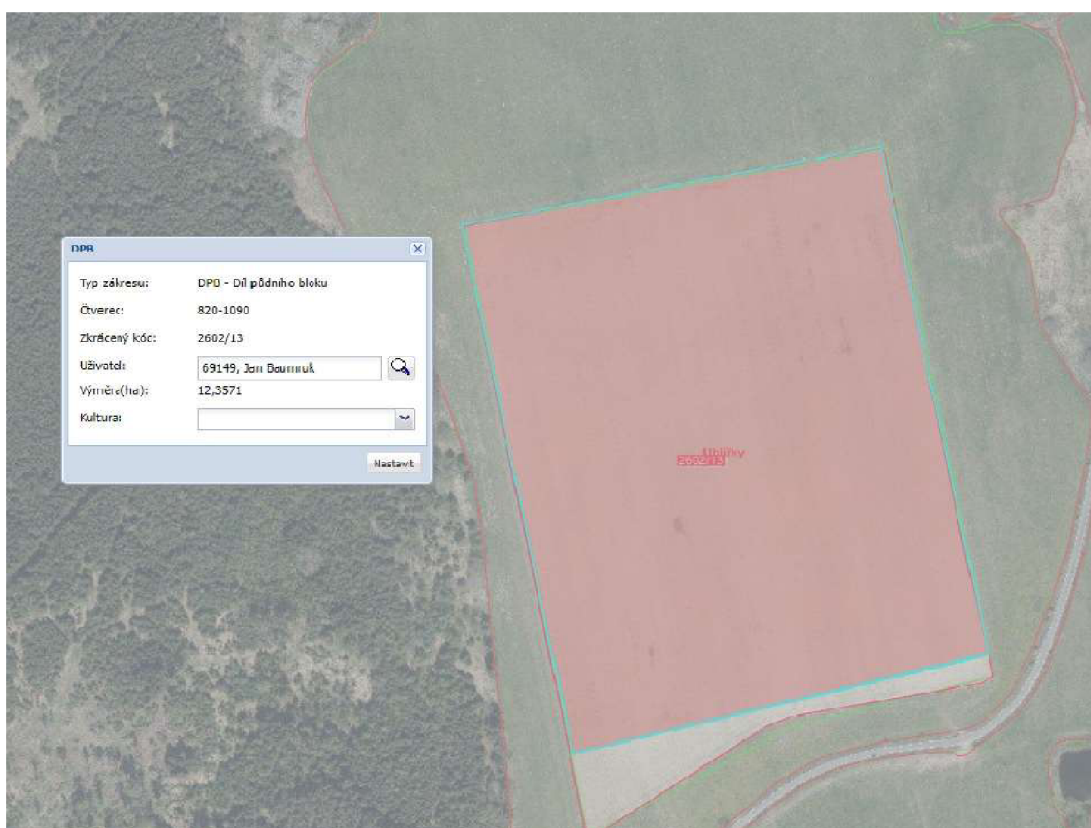 DPB
Typ zákresu: DPB - Díl půdního bloku
Čtverec: 820-1090
Zkrácený kód: 2602/13
Uživatel: 69149, Jan Baumruk
Výměra(ha): 12,3571
Kultura:
Nastavit
2602/13